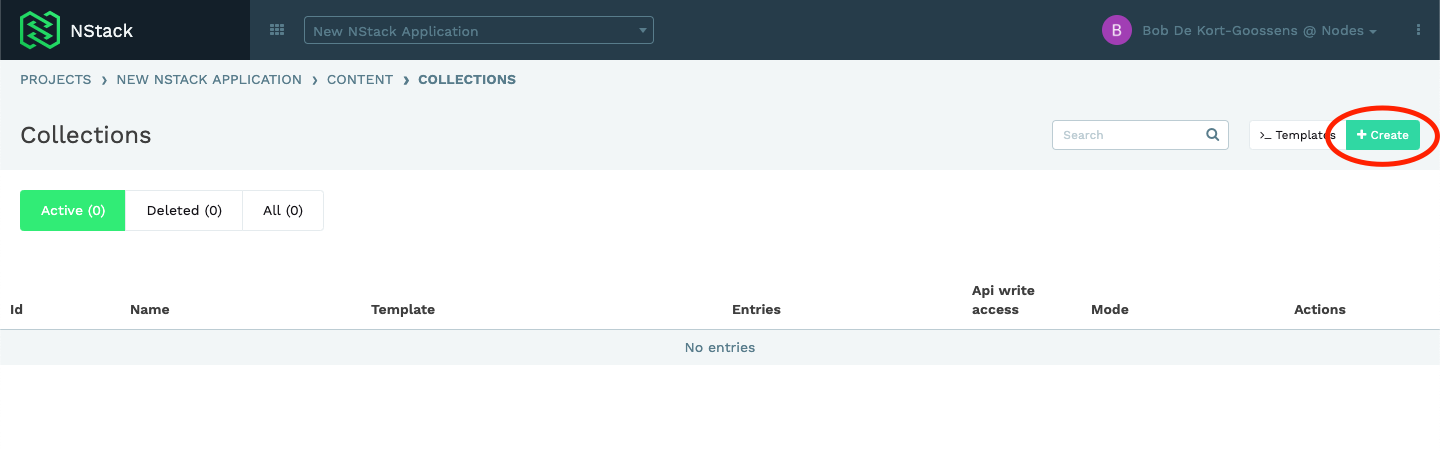 NStack
New NStack Application
B
Bob De Kort-Goossens @ Nodes
PROJECTS › NEW NSTACK APPLICATION › CONTENT › COLLECTIONS
Collections
Search
>_ Templates
+ Create
Active (0)
Deleted (0)
All (0)
Id
Name
Template
Entries
Api write
access
Mode
Actions
No entries